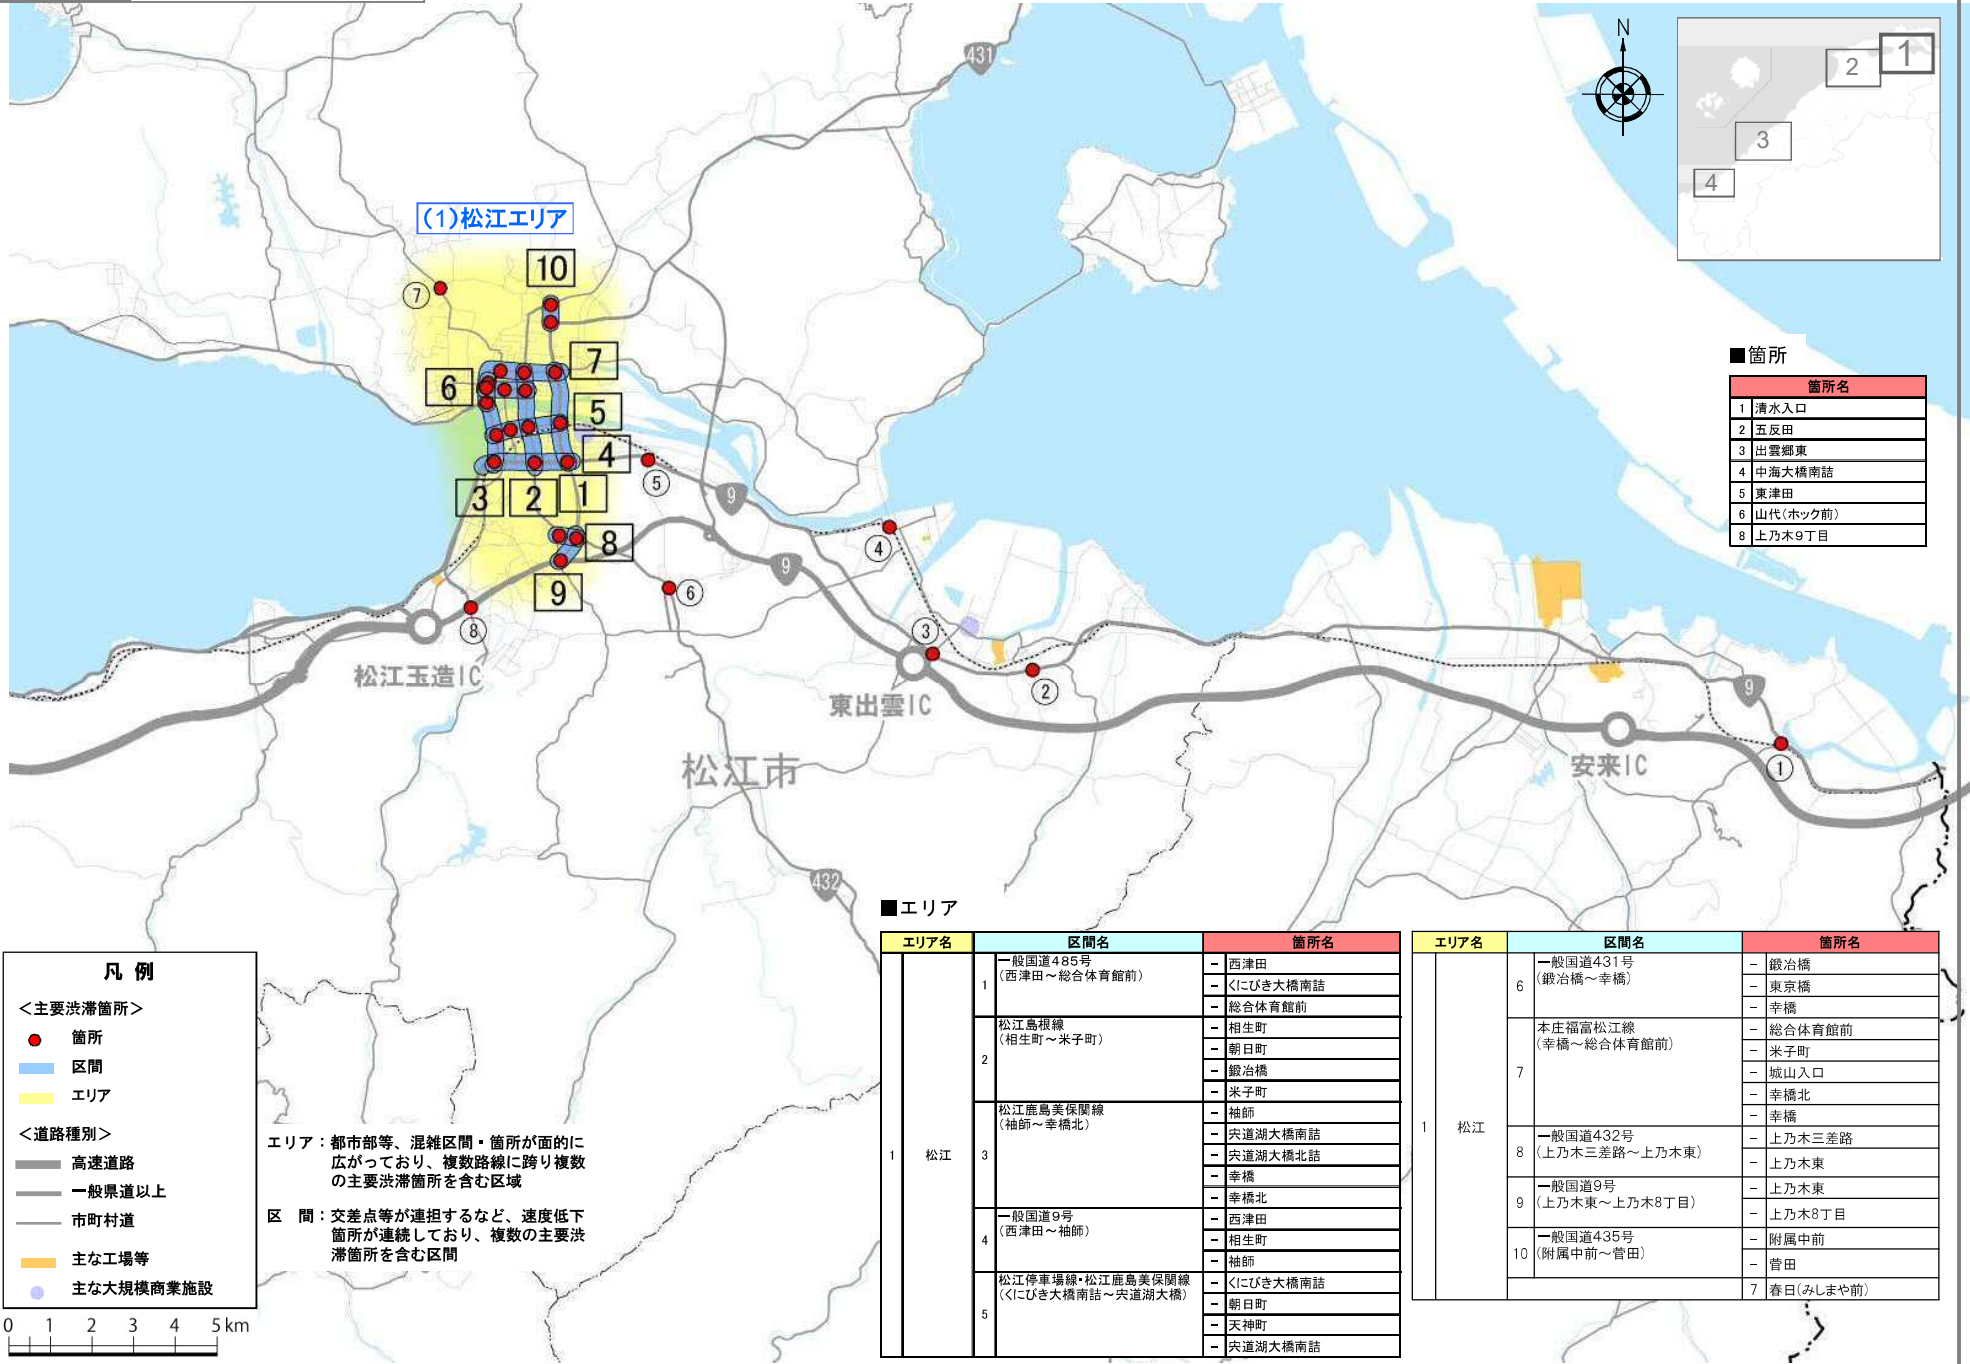 431
N
1
2
3
4
(1)松江エリア
10
7
7
6
5
4
5
3
2
1
9
8
9
6
8
9
4
3
2
9
1
松江玉造IC
東出雲IC
安来IC
松江市
432
■箇所
箇所名
1 清水入口
2 五反田
3 出雲郷東
4 中海大橋南詰
5 東津田
6 山代(ホック前)
8 上乃木9丁目
凡 例
＜主要渋滞箇所＞
箇所
区間
エリア
＜道路種別＞
高速道路
一般県道以上
市町村道
主な工場等
主な大規模商業施設
0 1 2 3 4 5 km
エリア：都市部等、混雑区間・箇所が面的に
広がっており、複数路線に跨り複数
の主要渋滞箇所を含む区域
区　間：交差点等が連担するなど、速度低下
箇所が連続しており、複数の主要渋
滞箇所を含む区間
■エリア
エリア名 区間名 箇所名
1 松江
1 一般国道485号
(西津田～総合体育館前)
- 西津田
- くにびき大橋南詰
- 総合体育館前
2 松江島根線
(相生町～米子町)
- 相生町
- 朝日町
- 鍛冶橋
- 米子町
3 松江鹿島美保関線
(袖師～幸橋北)
- 袖師
- 宍道湖大橋南詰
- 宍道湖大橋北詰
- 幸橋
- 幸橋北
4 一般国道9号
(西津田～袖師)
- 西津田
- 相生町
- 袖師
5 松江停車場線・松江鹿島美保関線
(くにびき大橋南詰～宍道湖大橋)
- くにびき大橋南詰
- 朝日町
- 天神町
- 宍道湖大橋南詰
エリア名 区間名 箇所名
1 松江
6 一般国道431号
(鍛冶橋～幸橋)
- 鍛冶橋
- 東京橋
- 幸橋
7 本庄福富松江線
(幸橋～総合体育館前)
- 総合体育館前
- 米子町
- 城山入口
- 幸橋北
- 幸橋
8 一般国道432号
(上乃木三差路～上乃木東)
- 上乃木三差路
- 上乃木東
9 一般国道9号
(上乃木東～上乃木8丁目)
- 上乃木東
- 上乃木8丁目
10 一般国道435号
(附属中前～菅田)
- 附属中前
- 菅田
7 春日(みしまや前)